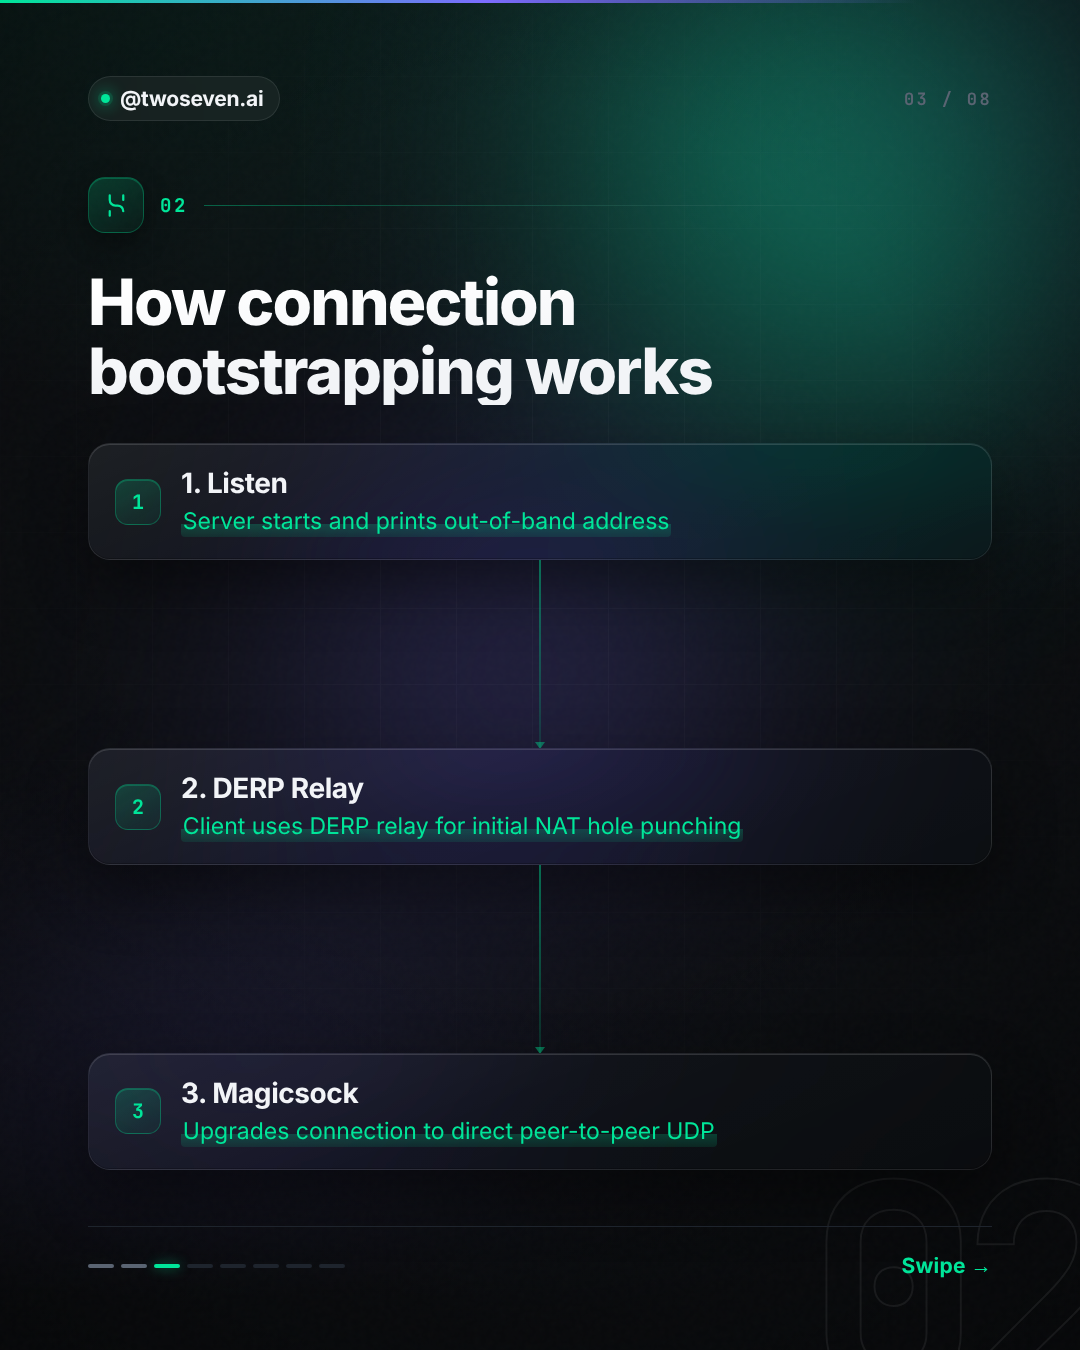 @twoseven.ai
03 / 08
02
How connection
bootstrapping works
1
1. Listen
Server starts and prints out-of-band address
2
2. DERP Relay
Client uses DERP relay for initial NAT hole punching
3
3. Magicsock
Upgrades connection to direct peer-to-peer UDP
02
Swipe →